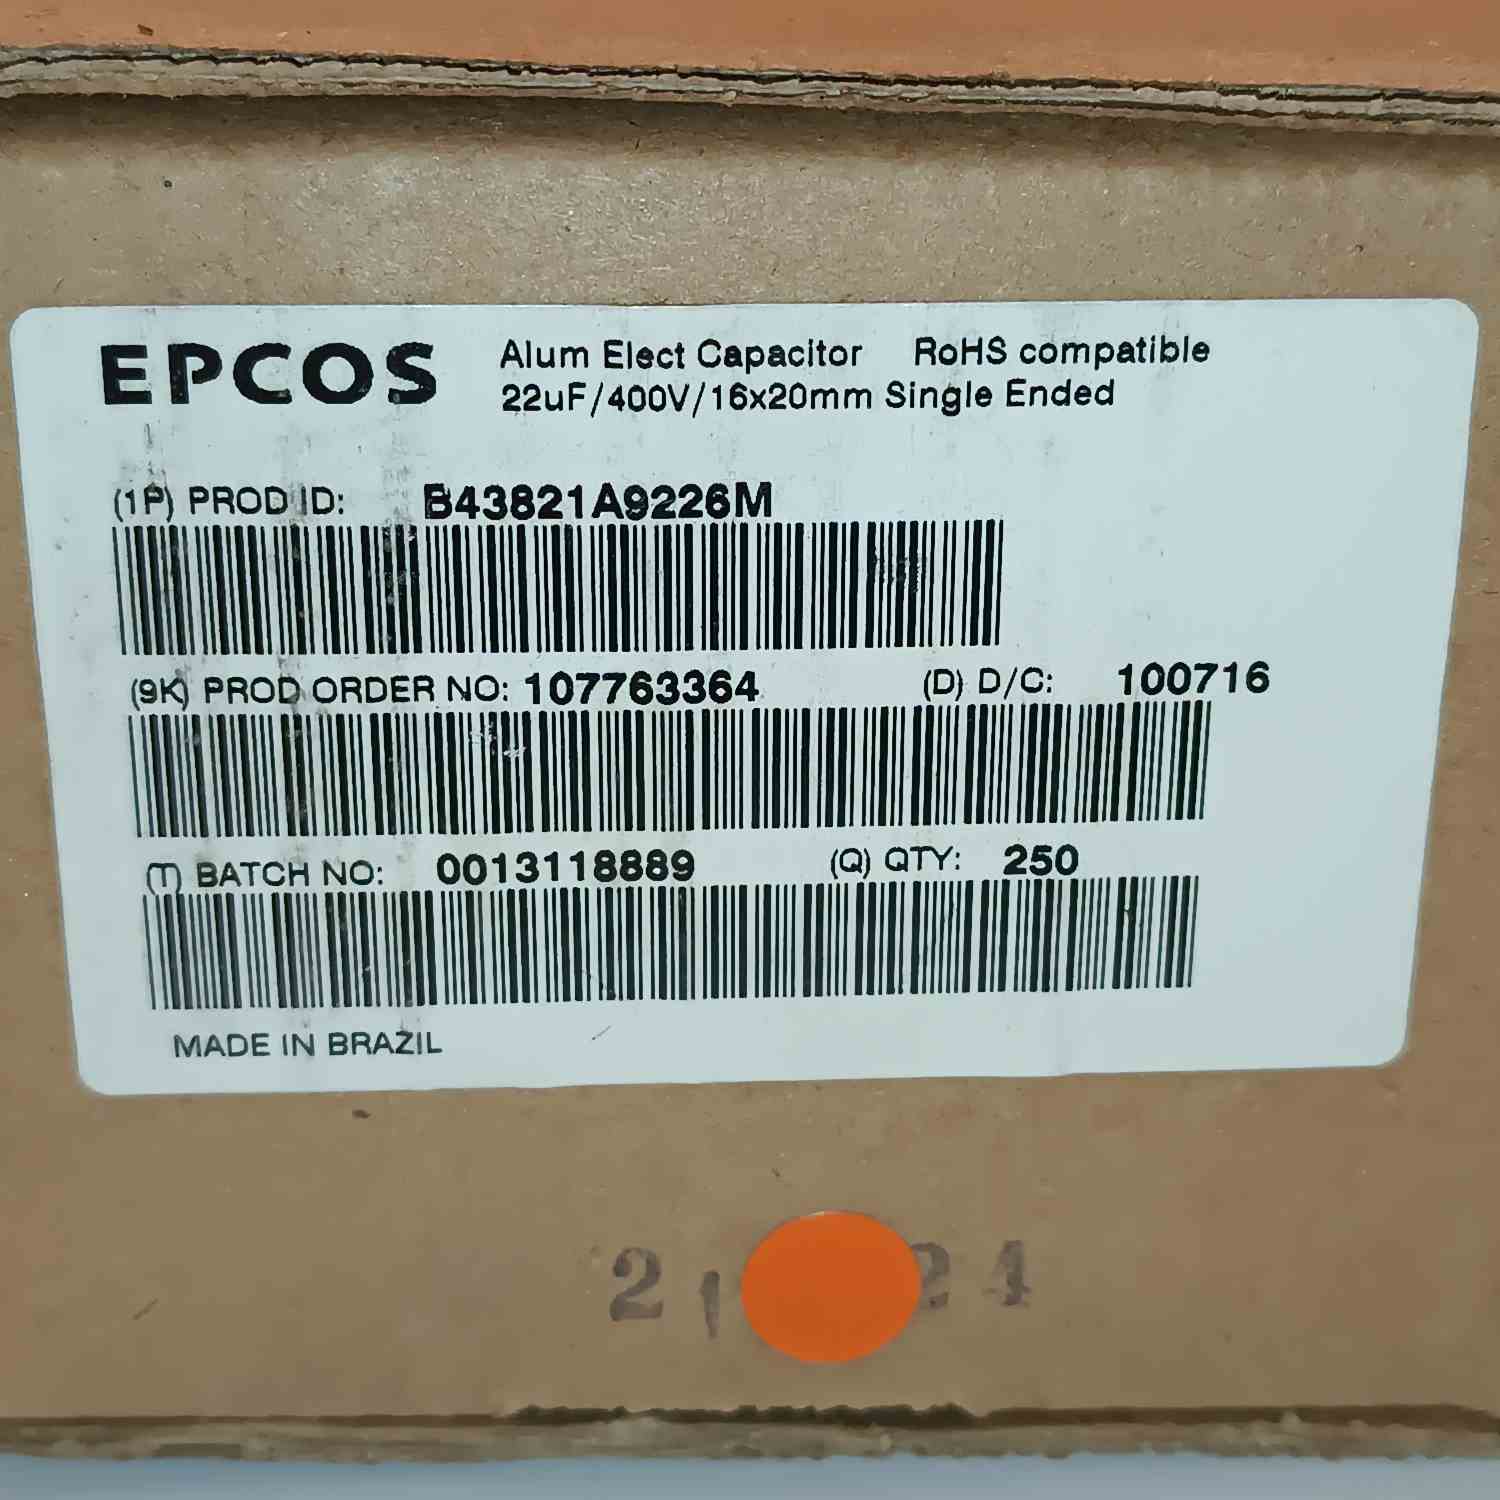 EPCOS Alum Elect Capacitor RoHS compatible
22uF/400V/16x20mm Single Ended
(1P) PROD ID: B43821A9226M
(9K) PROD ORDER NO: 107763364 (D) D/C: 100716
(T) BATCH NO: 0013118889 (Q) QTY: 250
MADE IN BRAZIL